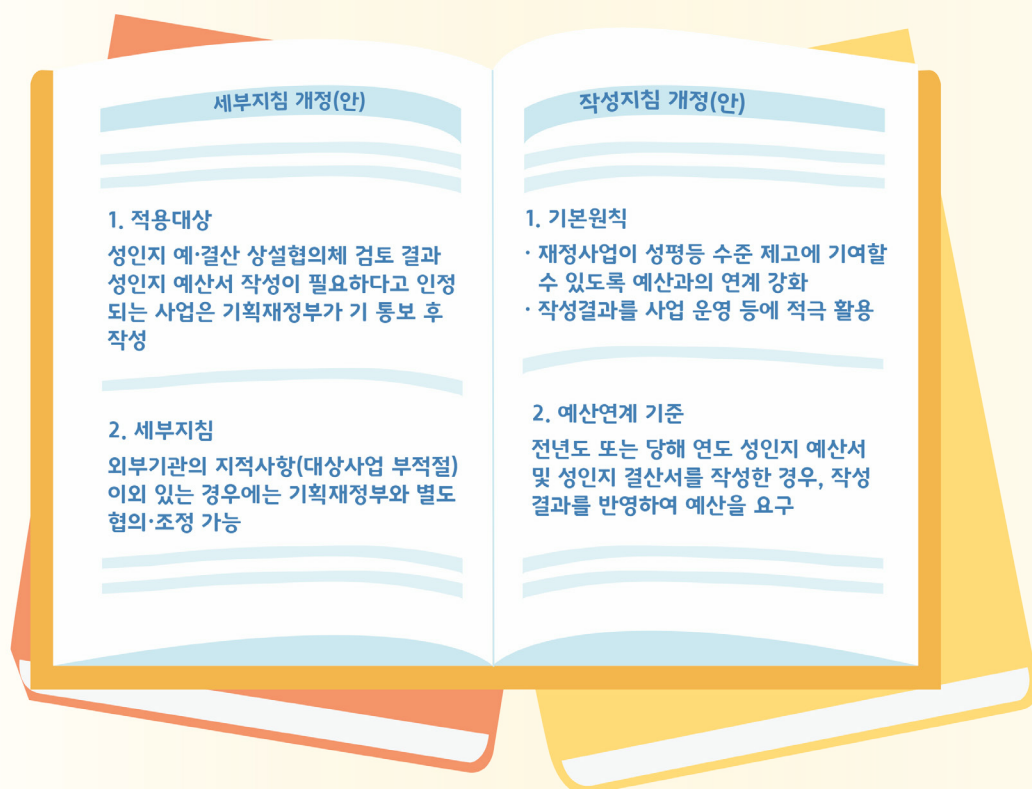 세부지침 개정(안)
1. 적용대상
성인지 예·결산 상설협의체 검토 결과
성인지 예산서 작성이 필요하다고 인정
되는 사업은 기획재정부가 기 통보 후
작성
2. 세부지침
외부기관의 지적사항(대상사업 부적절)
이외 있는 경우에는 기획재정부와 별도
협의·조정 가능
작성지침 개정(안)
1. 기본원칙
· 재정사업이 성평등 수준 제고에 기여할
수 있도록 예산과의 연계 강화
· 작성결과를 사업 운영 등에 적극 활용
2. 예산연계 기준
전년도 또는 당해 연도 성인지 예산서
및 성인지 결산서를 작성한 경우, 작성
결과를 반영하여 예산을 요구